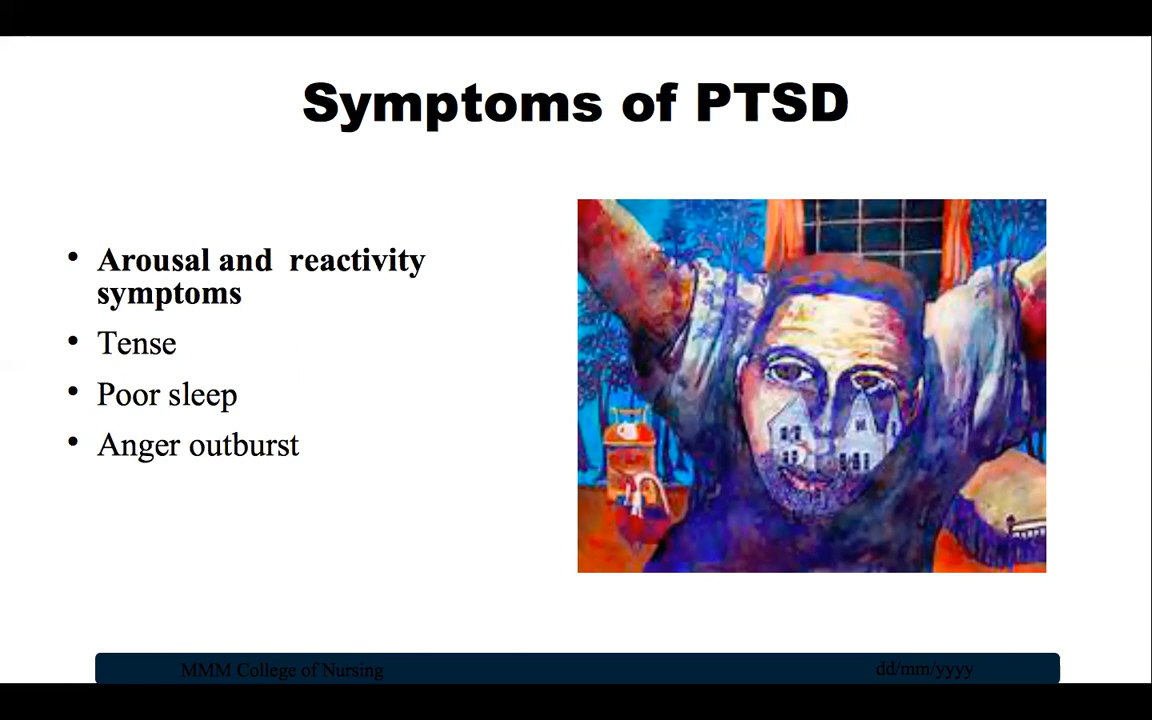 Symptoms of PTSD
• Arousal and reactivity
symptoms
• Tense
• Poor sleep
• Anger outburst
MMM College of Nursing
dd/mm/yyyy